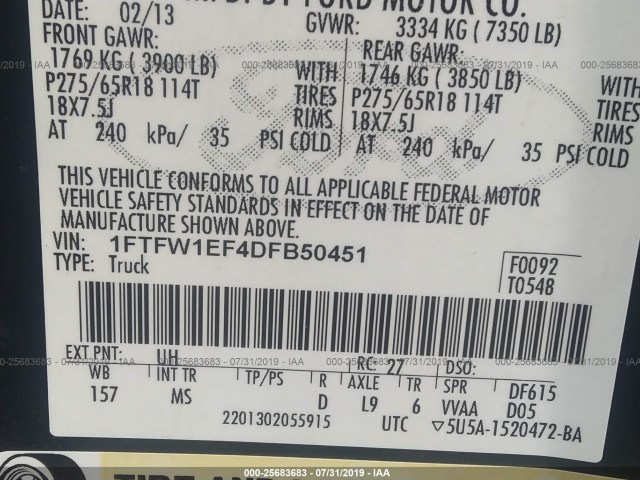 MOTOR CO.
DATE: 02/13
GVWR: 3334 KG ( 7350 LB)
FRONT GAWR:
1769 KG ( 3900 LB)
P275/65R18 114T
18X7.5J
AT 240 kPa/ 35 PSI COLD
WITH
TIRES
RIMS
REAR GAWR:
1746 KG ( 3850 LB)
P275/65R18 114T
18X7.5J
AT 240 kPa/ 35 PSI COLD
WITH
TIRES
RIMS
Ford
THIS VEHICLE CONFORMS TO ALL APPLICABLE FEDERAL MOTOR
VEHICLE SAFETY STANDARDS IN EFFECT ON THE DATE OF
MANUFACTURE SHOWN ABOVE.
VIN: 1FTFW1EF4DFB50451
TYPE: Truck
F0092
T0548
EXT PNT: UH RC: 27 DSO:
WB INT TR TP/PS R AXLE TR SPR DF615
157 MS D L9 6 VVAA D05
2201302055915 UTC ▽5U5A-1520472-BA
000-25683683 - 07/31/2019 - IAA